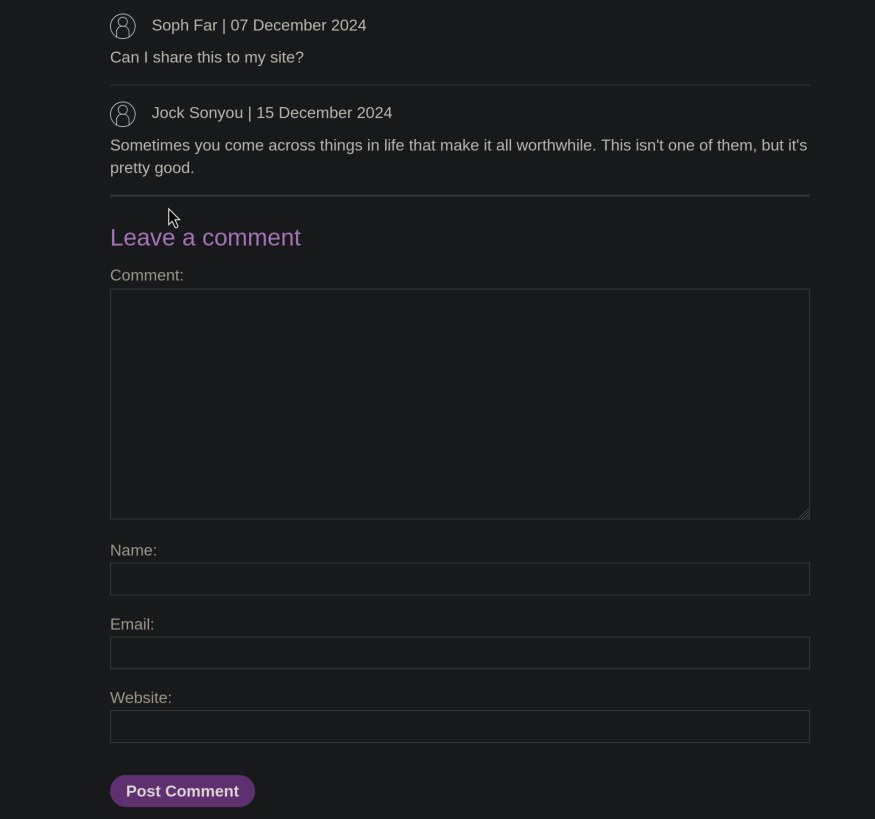 Soph Far | 07 December 2024
Can I share this to my site?
Jock Sonyou | 15 December 2024
Sometimes you come across things in life that make it all worthwhile. This isn't one of them, but it's
pretty good.
Leave a comment
Comment:
Name:
Email:
Website:
Post Comment